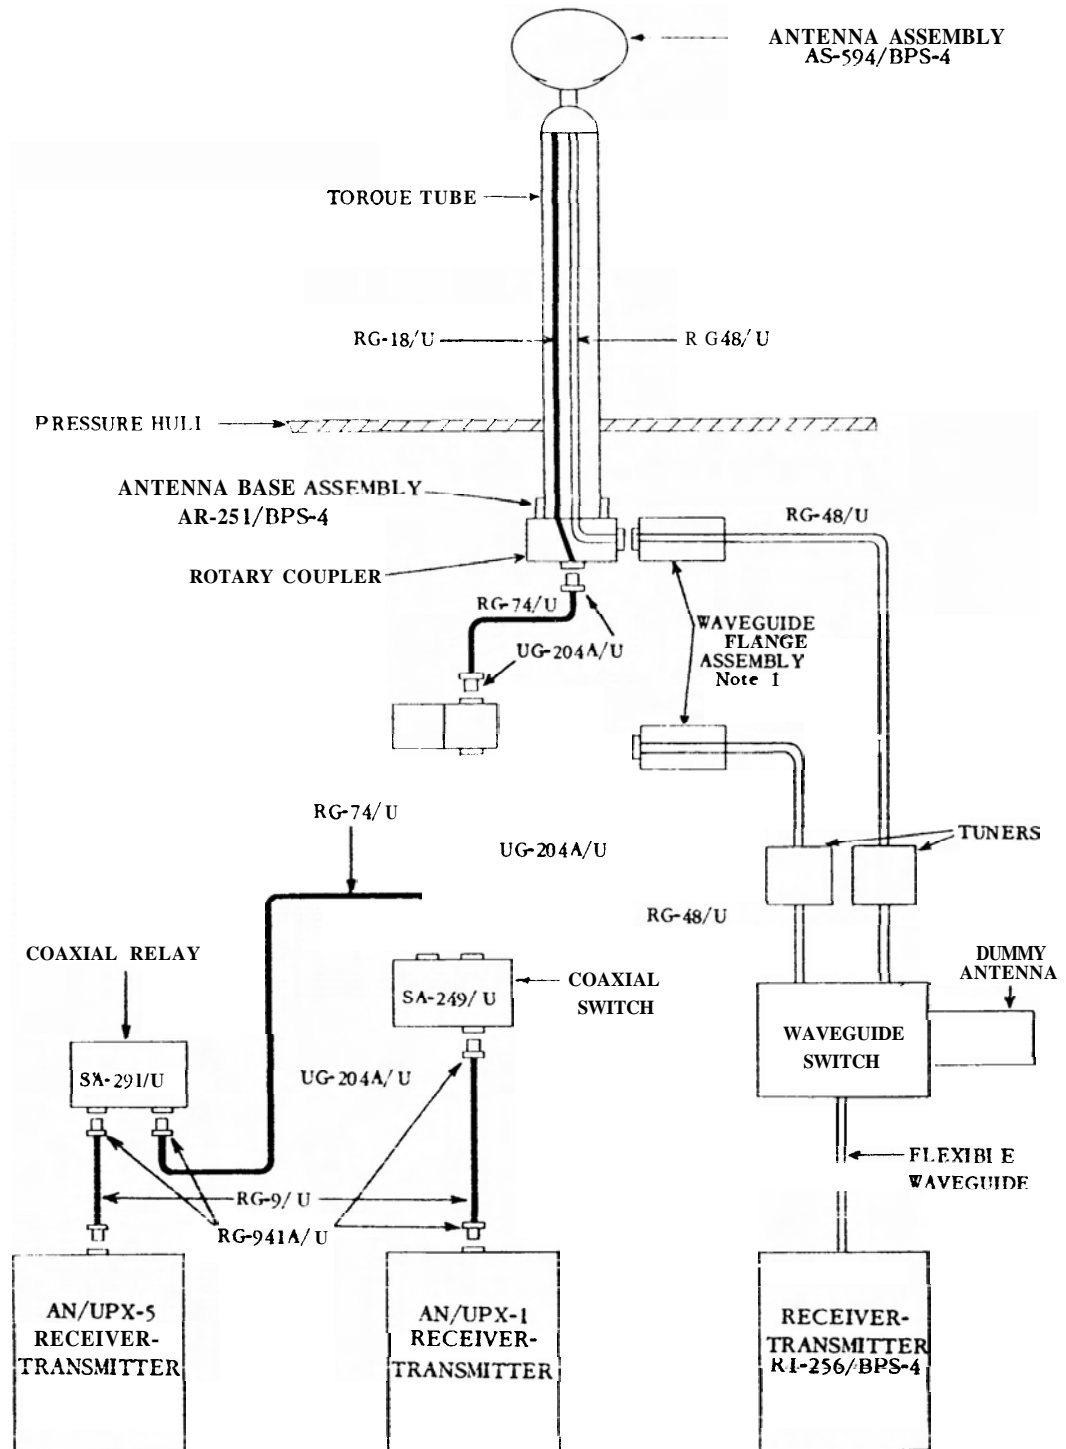 ANTENNA ASSEMBLY
AS-594/BPS-4
TOROUE TUBE
RG-18/U
R G48/U
PRESSURE HULI
ANTENNA BASE ASSEMBLY
AR-251/BPS-4
RG-48/U
ROTARY COUPLER
RG-74/U
WAVEGUIDE
FLANGE
ASSEMBLY
Note 1
UG-204A/U
RG-74/U
UG-204A/U
TUNERS
RG-48/U
COAXIAL RELAY
DUMMY
ANTENNA
COAXIAL
SWITCH
SA-249/U
WAVEGUIDE
SWITCH
SA-291/U
UG-204A/U
FLEXIBLE
WAVEGUIDE
RG-9/U
RG-941A/U
AN/UPX-5
RECEIVER-
TRANSMITTER
AN/UPX-1
RECEIVER-
TRANSMITTER
RECEIVER-
TRANSMITTER
RI-256/BPS-4